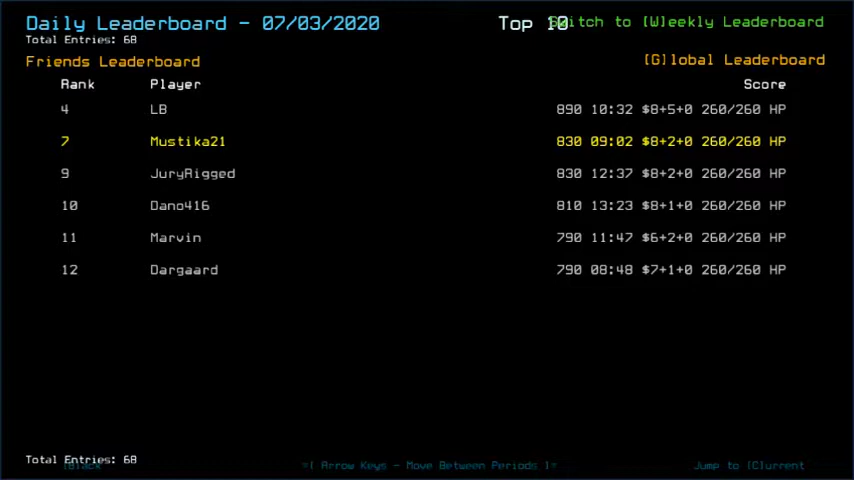 Daily Leaderboard - 07/03/2020 Top 10 Switch to [W]eekly Leaderboard
Total Entries: 68
Friends Leaderboard [G]lobal Leaderboard
Rank Player Score
4 LB 890 10:32 $8+5+0 260/260 HP
7 Mustika21 830 09:02 $8+2+0 260/260 HP
9 JuryRigged 830 12:37 $8+2+0 260/260 HP
10 Dano416 810 13:23 $8+1+0 260/260 HP
11 Marvin 790 11:47 $6+2+0 260/260 HP
12 Dargaard 790 08:48 $7+1+0 260/260 HP
Total Entries: 68
[B]ack =[ Arrow Keys - Move Between Periods ]= Jump to [C]urrent